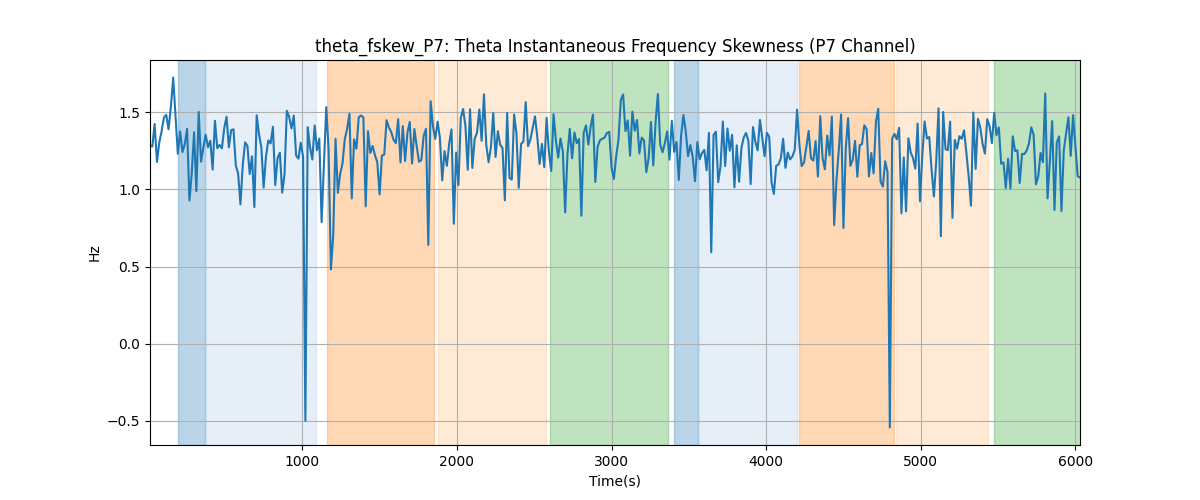 theta_fskew_P7: Theta Instantaneous Frequency Skewness (P7 Channel)
1.5
1.0
0.5
0.0
−0.5
Hz
1000 2000 3000 4000 5000 6000
Time(s)